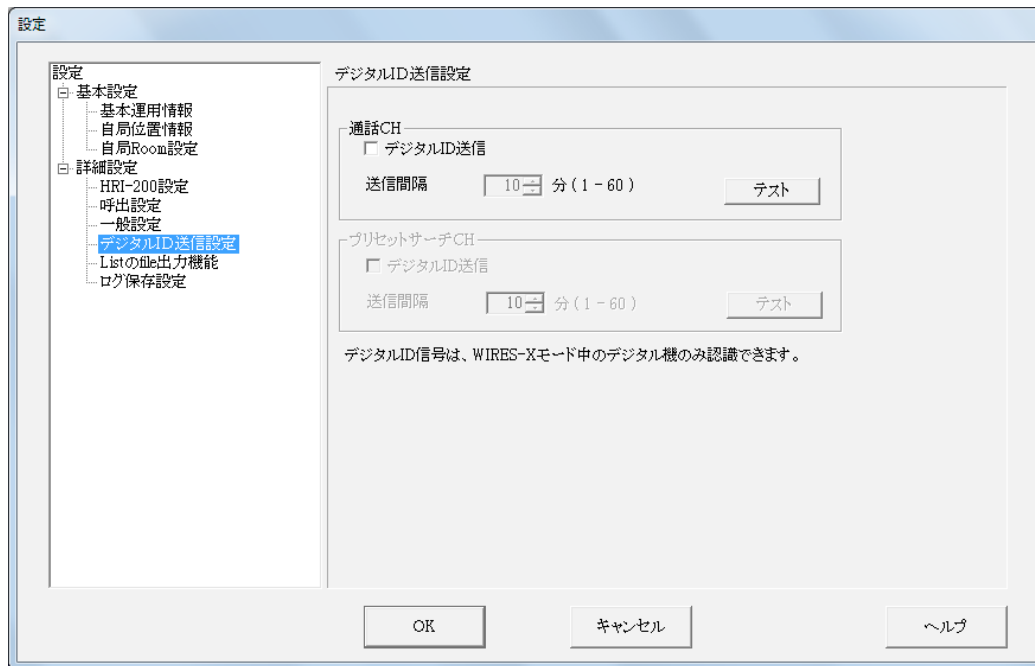 設定
設定
基本設定
基本運用情報
自局位置情報
自局Room設定
詳細設定
HRI-200設定
呼出設定
一般設定
デジタルID送信設定
Listのfile出力機能
ログ保存設定
デジタルID送信設定
通話CH
デジタルID送信
送信間隔 10 分 ( 1 - 60 ) テスト
プリセットサーチCH
デジタルID送信
送信間隔 10 分 ( 1 - 60 ) テスト
デジタルID信号は、WIRES-Xモード中のデジタル機のみ認識できます。
OK キャンセル ヘルプ